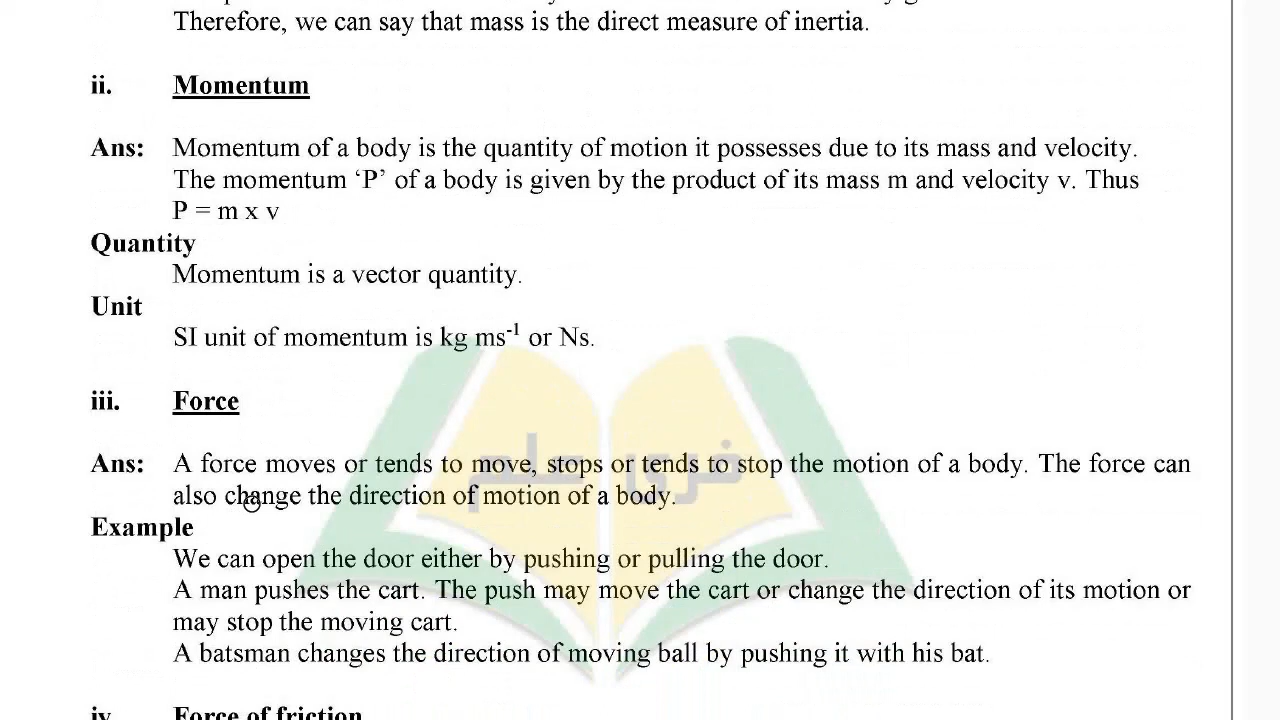 Therefore, we can say that mass is the direct measure of inertia.
ii. Momentum
Ans: Momentum of a body is the quantity of motion it possesses due to its mass and velocity.
The momentum ‘P’ of a body is given by the product of its mass m and velocity v. Thus
P = m x v
Quantity
Momentum is a vector quantity.
Unit
SI unit of momentum is kg ms⁻¹ or Ns.
iii. Force
Ans: A force moves or tends to move, stops or tends to stop the motion of a body. The force can
also change the direction of motion of a body.
فری علم
Example
We can open the door either by pushing or pulling the door.
A man pushes the cart. The push may move the cart or change the direction of its motion or
may stop the moving cart.
A batsman changes the direction of moving ball by pushing it with his bat.
iv Force of friction